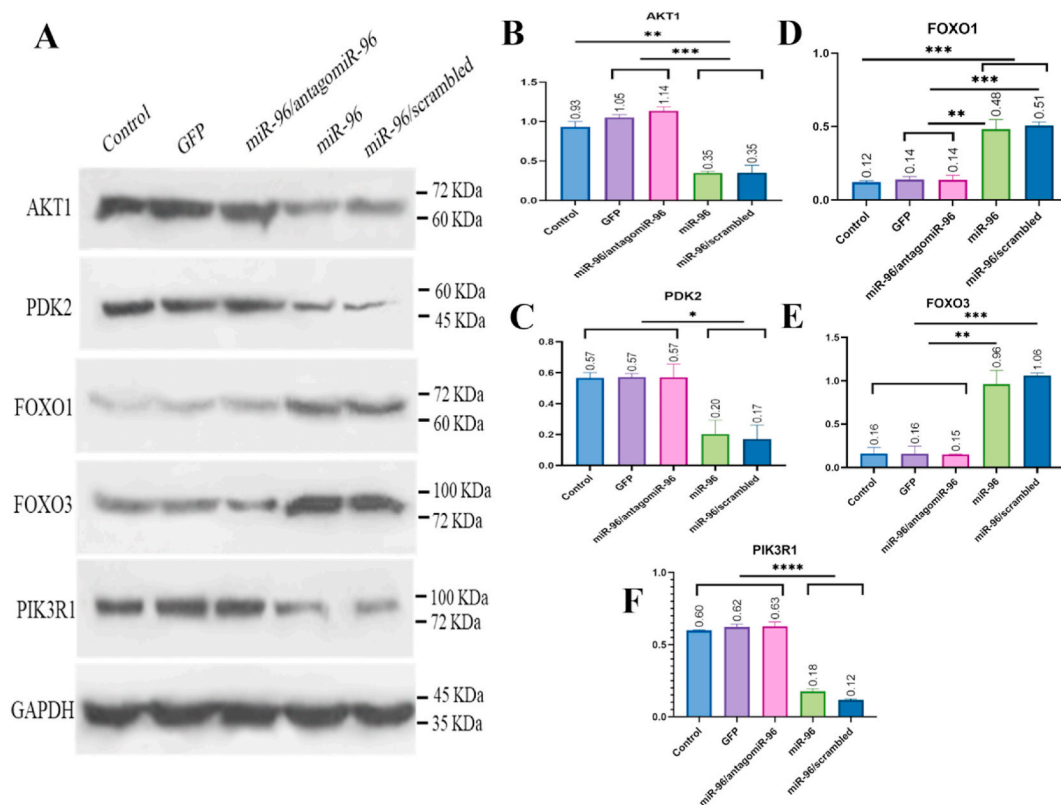 A
Control
GFP
miR-96/antagomiR-96
miR-96
miR-96/scrambled
AKT1
72 KDa
60 KDa
PDK2
60 KDa
45 KDa
FOXO1
72 KDa
60 KDa
FOXO3
100 KDa
72 KDa
PIK3R1
100 KDa
72 KDa
GAPDH
45 KDa
35 KDa
B
AKT1
**
***
1.5
1.0
0.5
0.0
0.93
1.05
1.14
0.35
0.35
Control
GFP
miR-96/antagomiR-96
miR-96
miR-96/scrambled
C
PDK2
*
0.8
0.6
0.4
0.2
0.0
0.57
0.57
0.57
0.20
0.17
Control
GFP
miR-96/antagomiR-96
miR-96
miR-96/scrambled
D
FOXO1
***
***
**
1.0
0.5
0.0
0.12
0.14
0.14
0.48
0.51
Control
GFP
miR-96/antagomiR-96
miR-96
miR-96/scrambled
E
FOXO3
***
**
1.5
1.0
0.5
0.0
0.16
0.16
0.15
0.96
1.06
Control
GFP
miR-96/antagomiR-96
miR-96
miR-96/scrambled
F
PIK3R1
****
1.0
0.5
0.0
0.60
0.62
0.63
0.18
0.12
Control
GFP
miR-96/antagomiR-96
miR-96
miR-96/scrambled